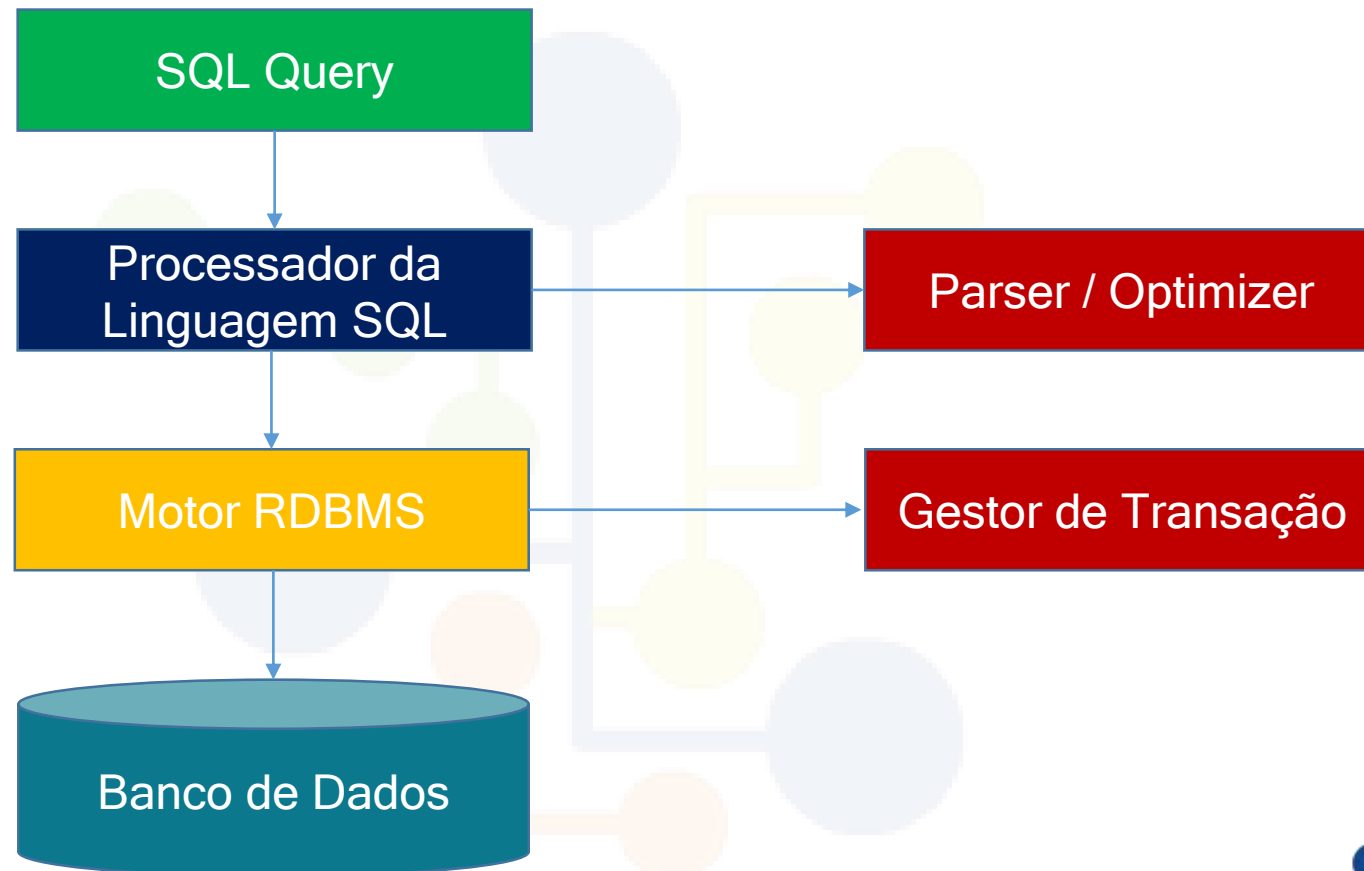 SQL Query
Processador da
Linguagem SQL
Parser / Optimizer
Motor RDBMS
Gestor de Transação
Banco de Dados